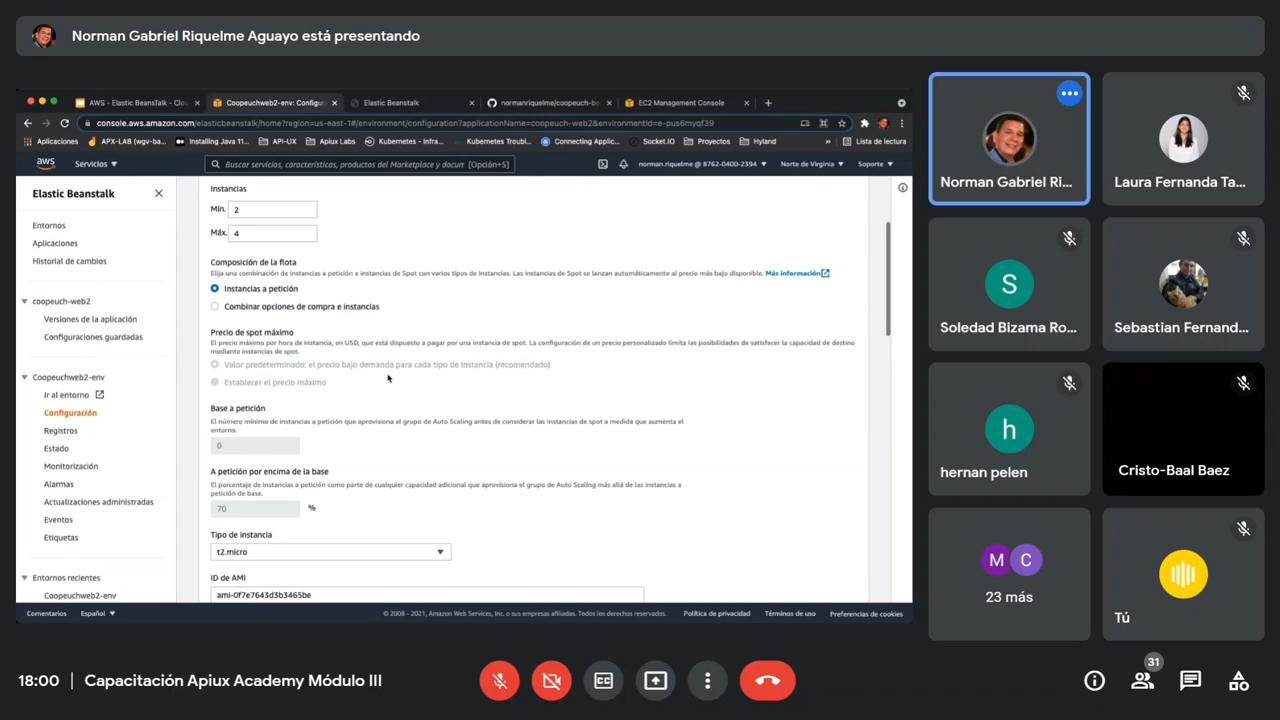 Norman Gabriel Riquelme Aguayo está presentando
AWS - Elastic BeansTalk - Clou
Coopeuchweb2-env: Configura
Elastic Beanstalk
normanriquelme/coopeuch-be
EC2 Management Console
console.aws.amazon.com/elasticbeanstalk/home?region=us-east-1#/environment/configuration?applicationName=coopeuch-web2&environmentId=e-pus6myqf39
Aplicaciones
APX-LAB (wgv-ba...
Installing Java 11...
API-UX
Apiux Labs
Kubernetes - Infra...
Kubernetes Troubl...
Connecting Applic...
Socket.IO
Proyectos
Hyland
»
Lista de lectura
aws
Servicios
Buscar servicios, características, productos del Marketplace y docum
[Opción+S]
norman.riquelme @ 8762-0400-2394
Norte de Virginia
Soporte
Elastic Beanstalk
Entornos
Aplicaciones
Historial de cambios
coopeuch-web2
Versiones de la aplicación
Configuraciones guardadas
Coopeuchweb2-env
Ir al entorno
Configuración
Registros
Estado
Monitorización
Alarmas
Actualizaciones administradas
Eventos
Etiquetas
Entornos recientes
Coopeuchweb2-env
Instancias
Mín. 2
Máx. 4
Composición de la flota
Elija una combinación de instancias a petición e instancias de Spot con varios tipos de instancias. Las instancias de Spot se lanzan automáticamente al precio más bajo disponible. Más información
Instancias a petición
Combinar opciones de compra e instancias
Precio de spot máximo
El precio máximo por hora de instancia, en USD, que está dispuesto a pagar por una instancia de spot. La configuración de un precio personalizado limita las posibilidades de satisfacer la capacidad de destino
mediante instancias de spot.
Valor predeterminado: el precio bajo demanda para cada tipo de instancia (recomendado)
Establecer el precio máximo
Base a petición
El número mínimo de instancias a petición que aprovisiona el grupo de Auto Scaling antes de considerar las instancias de spot a medida que aumenta el
entorno.
0
A petición por encima de la base
El porcentaje de instancias a petición como parte de cualquier capacidad adicional que aprovisiona el grupo de Auto Scaling más allá de las instancias a
petición de base.
70 %
Tipo de instancia
t2.micro
ID de AMI
ami-0f7e7643d3b3465be
Comentarios
Español
© 2008 - 2021, Amazon Web Services, Inc. o sus empresas afiliadas. Todos los derechos reservados.
Política de privacidad
Términos de uso
Preferencias de cookies
Norman Gabriel Ri...
Laura Fernanda Ta...
S
Soledad Bizama Ro...
Sebastian Fernand...
h
hernan pelen
Cristo-Baal Baez
M C
23 más
Tú
18:00 | Capacitación Apiux Academy Módulo III
31